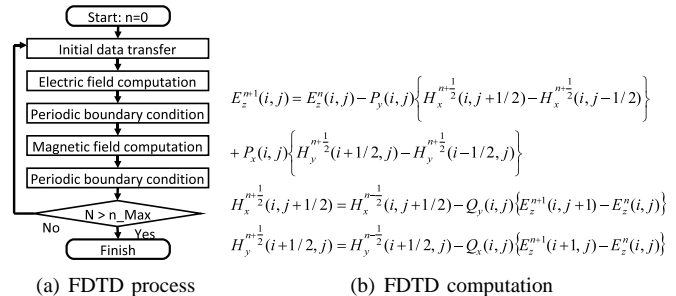 Start: n=0
Initial data transfer
Electric field computation
Periodic boundary condition
Magnetic field computation
Periodic boundary condition
N > n_Max
No
Yes
Finish
(a) FDTD process
E_z^{n+1}(i,j) = E_z^n(i,j) − P_y(i,j){H_x^{n+1/2}(i,j+1/2) − H_x^{n+1/2}(i,j−1/2)}
+ P_x(i,j){H_y^{n+1/2}(i+1/2,j) − H_y^{n+1/2}(i−1/2,j)}
H_x^{n+1/2}(i,j+1/2) = H_x^{n−1/2}(i,j+1/2) − Q_y(i,j){E_z^{n+1}(i,j+1) − E_z^n(i,j)}
H_y^{n+1/2}(i+1/2,j) = H_y^{n−1/2}(i+1/2,j) − Q_x(i,j){E_z^{n+1}(i+1,j) − E_z^n(i,j)}
(b) FDTD computation